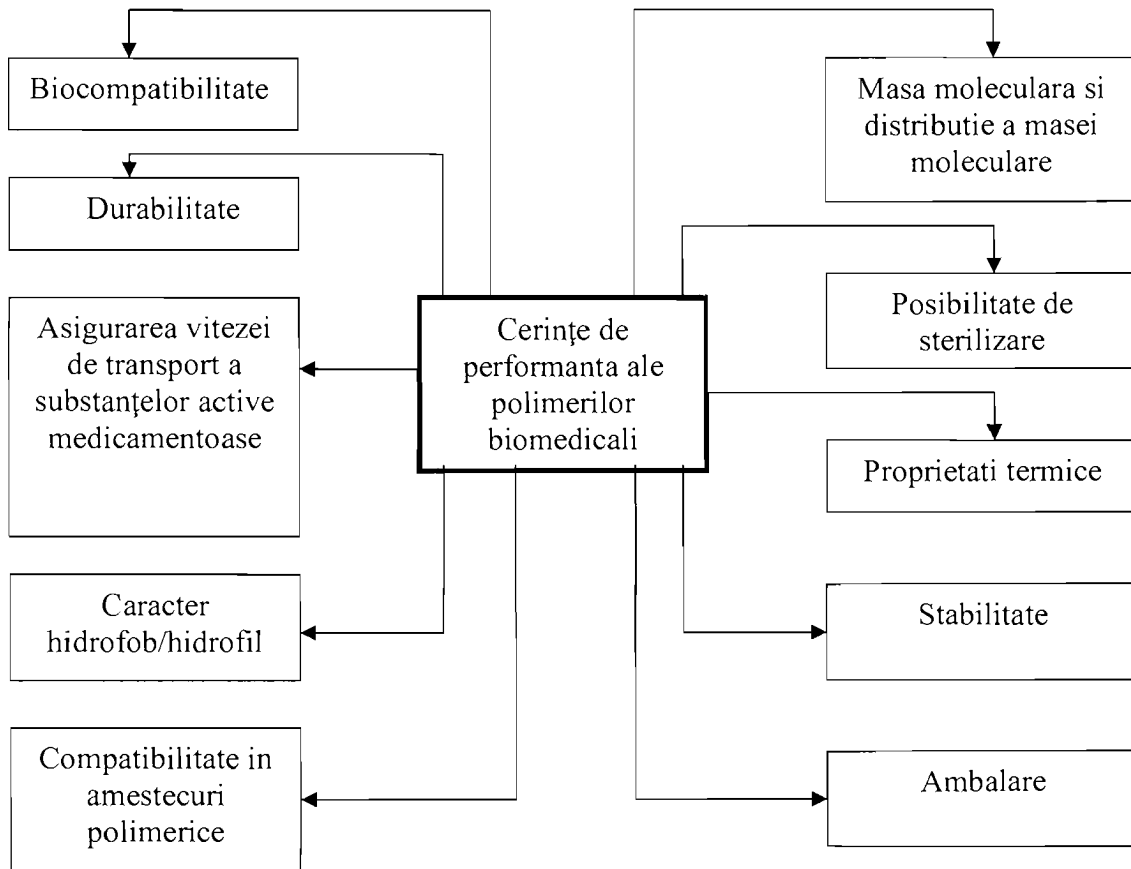 Biocompatibilitate
Durabilitate
Asigurarea vitezei
de transport a
substanţelor active
medicamentoase
Caracter
hidrofob/hidrofil
Compatibilitate in
amestecuri
polimerice
Cerinţe de
performanta ale
polimerilor
biomedicali
Masa moleculara si
distributie a masei
moleculare
Posibilitate de
sterilizare
Proprietati termice
Stabilitate
Ambalare